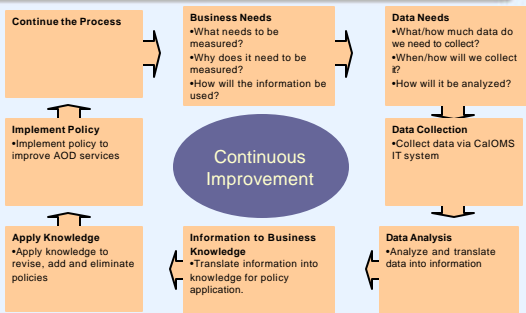 Continue the Process
Business Needs
•What needs to be
measured?
•Why does it need to be
measured?
•How will the information be
used?
Data Needs
•What/how much data do
we need to collect?
•When/how will we collect
it?
•How will it be analyzed?
Implement Policy
•Implement policy to
improve AOD services
Continuous
Improvement
Data Collection
•Collect data via CalOMS
IT system
Apply Knowledge
•Apply knowledge to
revise, add and eliminate
policies
Information to Business
Knowledge
•Translate information into
knowledge for policy
application.
Data Analysis
•Analyze and translate
data into information